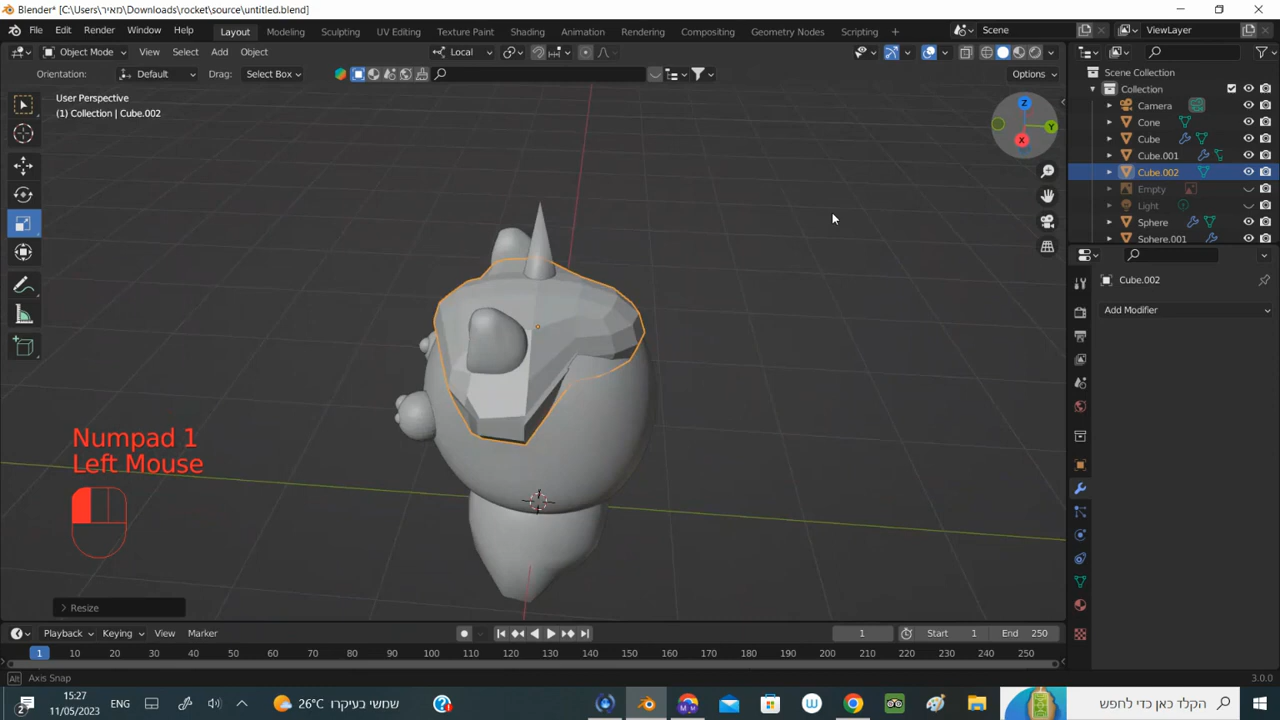 Blender* [C:\Users\מאיר\Downloads\rocket\source\untitled.blend]
File Edit Render Window Help Layout Modeling Sculpting UV Editing Texture Paint Shading Animation Rendering Compositing Geometry Nodes Scripting Scene ViewLayer
Object Mode View Select Add Object Local
Orientation: Default Drag: Select Box Options
User Perspective
(1) Collection | Cube.002
Z
Y
X
Scene Collection
Collection
Camera
Cone
Cube
Cube.001
Cube.002
Empty
Light
Sphere
Sphere.001
Cube.002
Add Modifier
Numpad 1
Left Mouse
Resize
Playback Keying View Marker 1 Start 1 End 250
1 10 20 30 40 50 60 70 80 90 100 110 120 130 140 150 160 170 180 190 200 210 220 230 240 250
Alt Axis Snap 3.0.0
2 15:27 11/05/2023 ENG 26°C שמשי בעיקרו הקלד כאן כדי לחפש